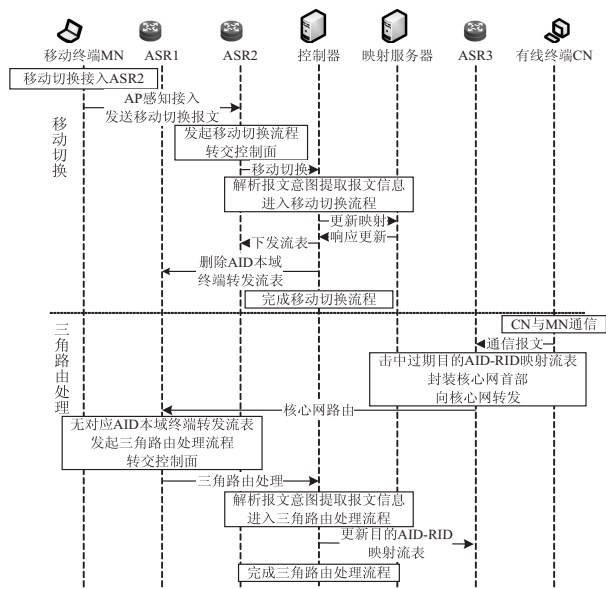 移动终端MN ASR1 ASR2 控制器 映射服务器 ASR3 有线终端CN
移动切换接入ASR2
AP感知接入
发送移动切换报文
移动切换
发起移动切换流程
转交控制面
移动切换
解析报文意图提取报文信息
进入移动切换流程
更新映射
响应更新
下发流表
删除AID本域
终端转发流表
完成移动切换流程
三角路由处理
CN与MN通信
通信报文
击中过期目的AID-RID映射流表
封装核心网首部
向核心网转发
核心网路由
无对应AID本域终端转发流表
发起三角路由处理流程
转交控制面
三角路由处理
解析报文意图提取报文信息
进入三角路由处理流程
更新目的AID-RID
映射流表
完成三角路由处理流程